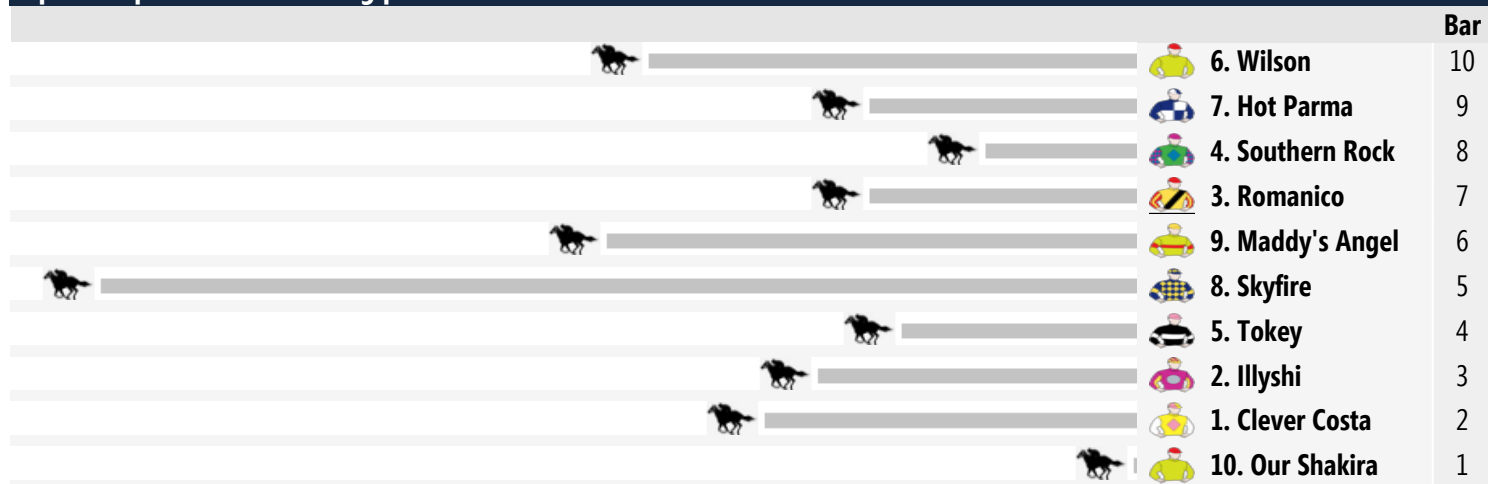 Bar
6. Wilson 10
7. Hot Parma 9
4. Southern Rock 8
3. Romanico 7
9. Maddy's Angel 6
8. Skyfire 5
5. Tokey 4
2. Illyshi 3
1. Clever Costa 2
10. Our Shakira 1